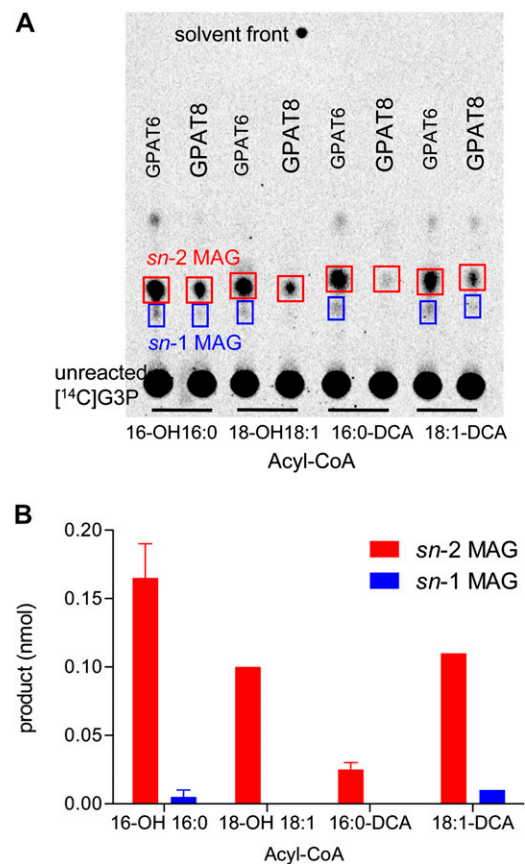 A
solvent front
GPAT6 GPAT8 GPAT6 GPAT8 GPAT6 GPAT8 GPAT6 GPAT8
sn-2 MAG
sn-1 MAG
unreacted
[¹⁴C]G3P
16-OH16:0 18-OH18:1 16:0-DCA 18:1-DCA
Acyl-CoA
B
0.20
sn-2 MAG
sn-1 MAG
0.15
0.10
0.05
0.00
product (nmol)
16-OH 16:0 18-OH 18:1 16:0-DCA 18:1-DCA
Acyl-CoA